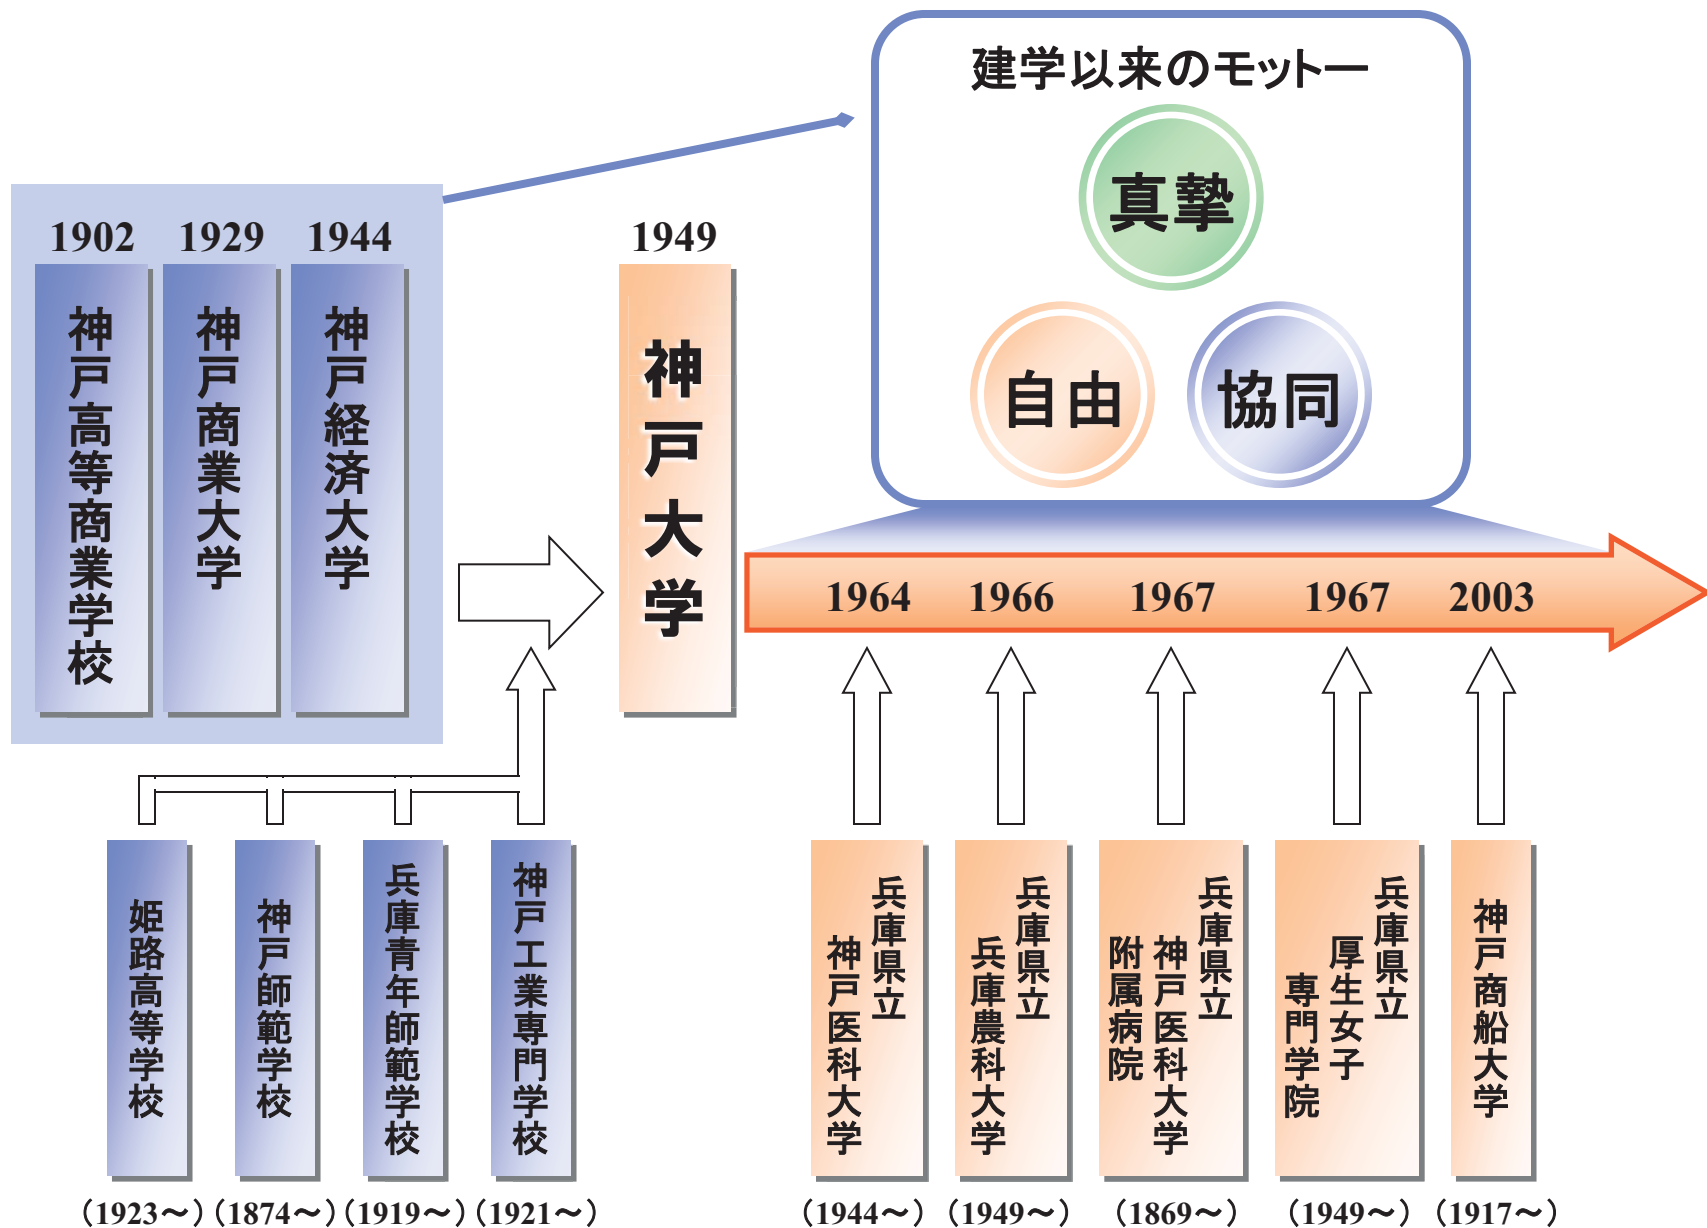 建学以来のモットー
真摯
自由
協同
1902
神戸高等商業学校
1929
神戸商業大学
1944
神戸経済大学
1949
神戸大学
1964
1966
1967
1967
2003
姫路高等学校
（1923～）
神戸師範学校
（1874～）
兵庫青年師範学校
（1919～）
神戸工業専門学校
（1921～）
兵庫県立
神戸医科大学
（1944～）
兵庫県立
兵庫農科大学
（1949～）
兵庫県立
神戸医科大学
附属病院
（1869～）
兵庫県立
厚生女子
専門学院
（1949～）
神戸商船大学
（1917～）